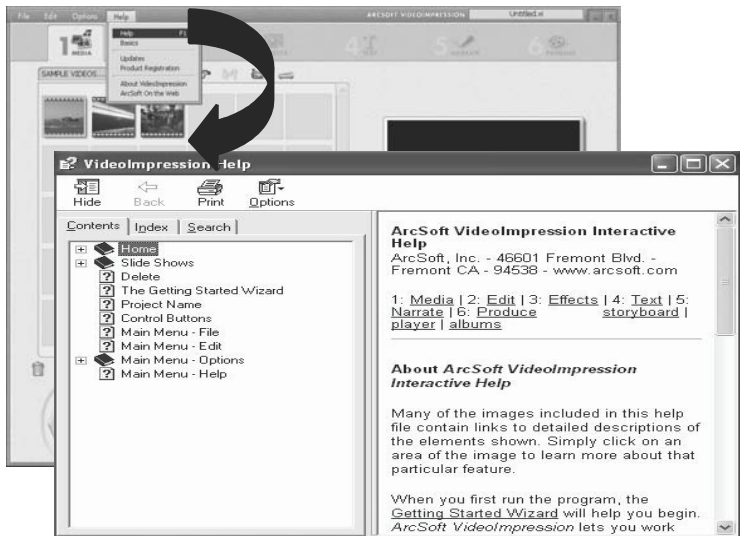 File Edit Options Help
ARCSOFT VIDEOIMPRESSION
Untitled.vi
Help F1
Basics
Updates
Product Registration
About VideoImpression
ArcSoft On the Web
1 MEDIA
4
5
6
SAMPLE VIDEOS...
VideoImpression Help
Hide Back Print Options
Contents Index Search
Home
Slide Shows
Delete
The Getting Started Wizard
Project Name
Control Buttons
Main Menu - File
Main Menu - Edit
Main Menu - Options
Main Menu - Help
ArcSoft VideoImpression Interactive
Help
ArcSoft, Inc. - 46601 Fremont Blvd. -
Fremont CA - 94538 - www.arcsoft.com
1: Media | 2: Edit | 3: Effects | 4: Text | 5:
Narrate | 6: Produce storyboard |
player | albums
About ArcSoft VideoImpression
Interactive Help
Many of the images included in this help
file contain links to detailed descriptions of
the elements shown. Simply click on an
area of the image to learn more about that
particular feature.
When you first run the program, the
Getting Started Wizard will help you begin.
ArcSoft VideoImpression lets you work